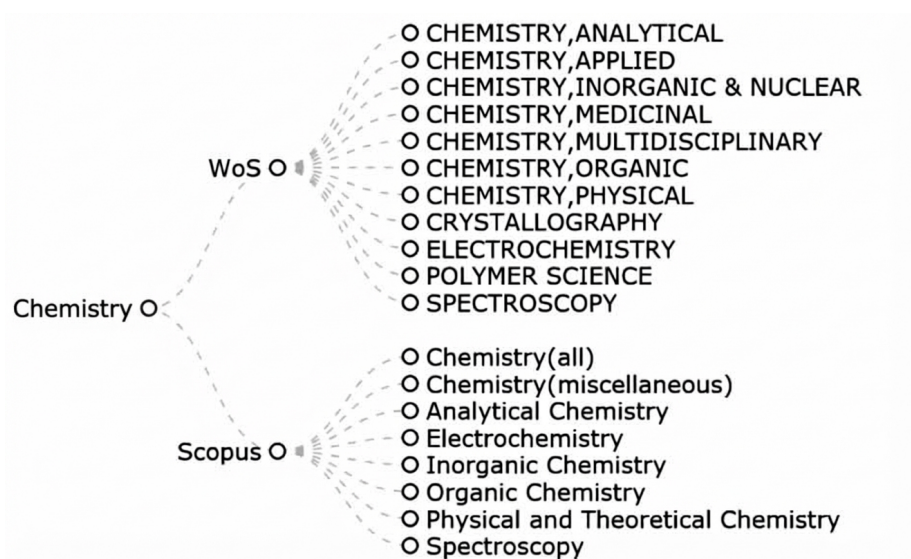 CHEMISTRY,ANALYTICAL
CHEMISTRY,APPLIED
CHEMISTRY,INORGANIC & NUCLEAR
CHEMISTRY,MEDICINAL
CHEMISTRY,MULTIDISCIPLINARY
WoS
CHEMISTRY,ORGANIC
CHEMISTRY,PHYSICAL
CRYSTALLOGRAPHY
ELECTROCHEMISTRY
POLYMER SCIENCE
SPECTROSCOPY
Chemistry
Chemistry(all)
Chemistry(miscellaneous)
Analytical Chemistry
Electrochemistry
Scopus
Inorganic Chemistry
Organic Chemistry
Physical and Theoretical Chemistry
Spectroscopy